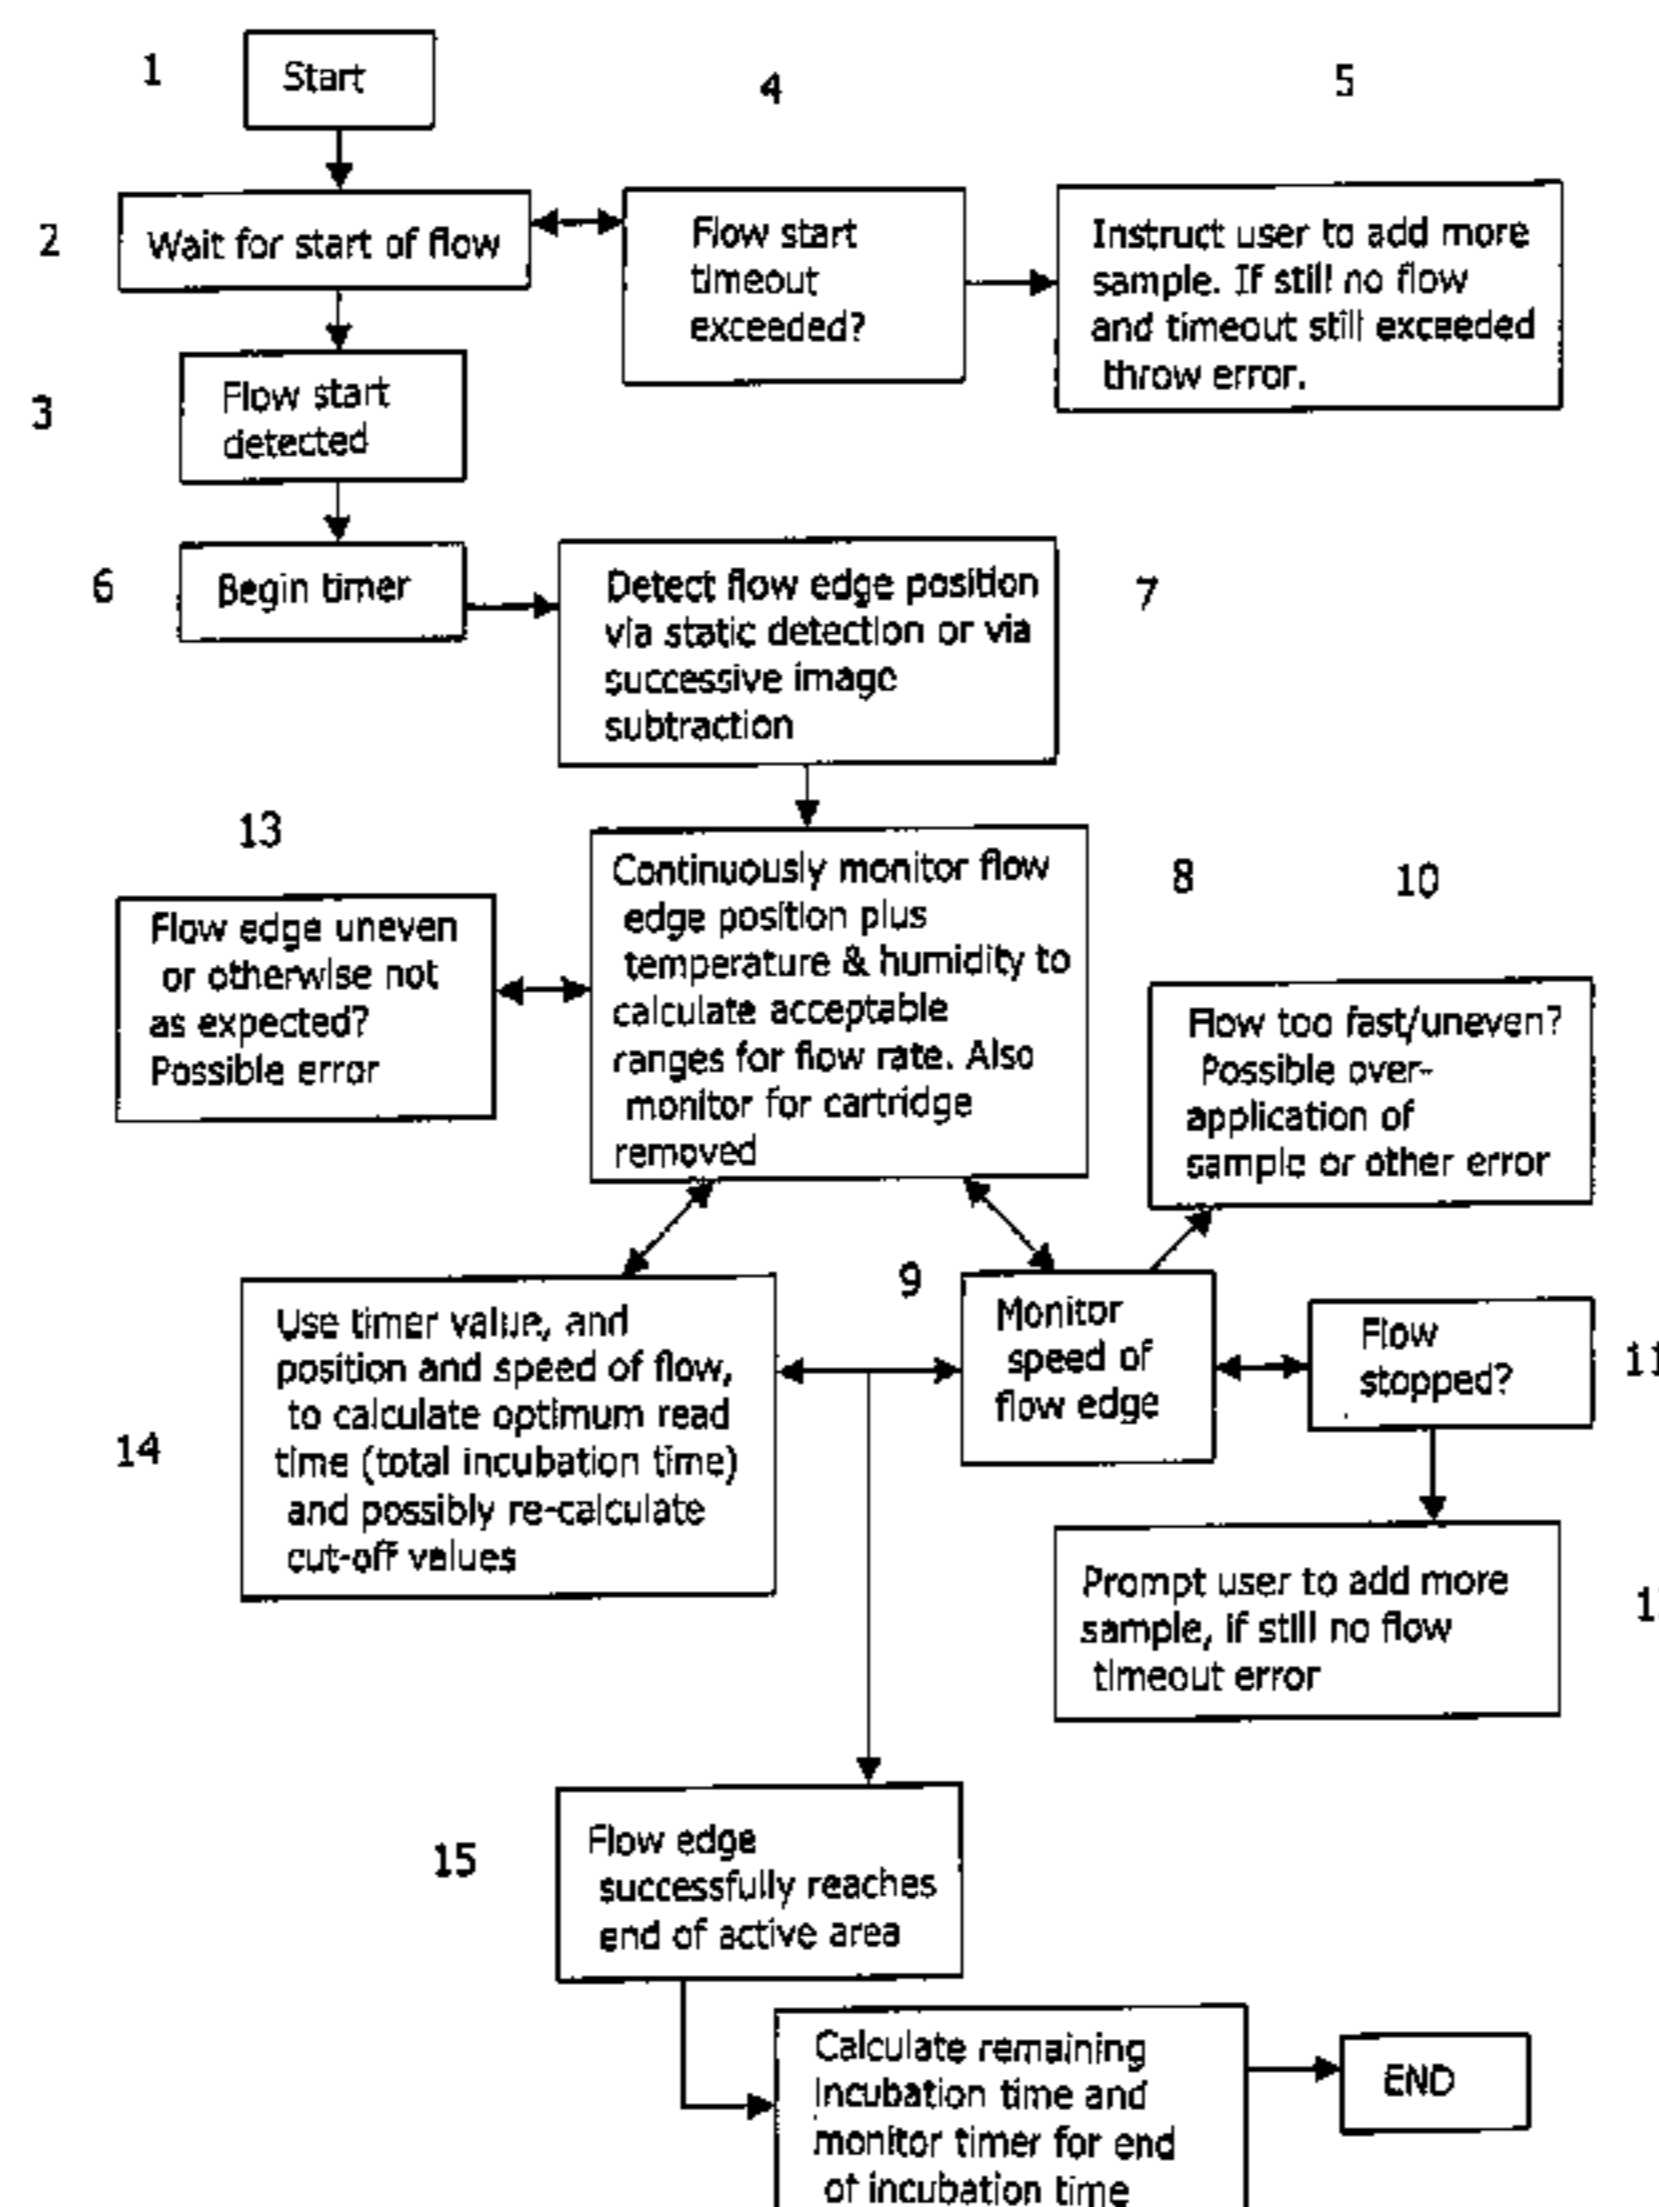 1
Start
4
5
2
Wait for start of flow
Flow start
timeout
exceeded?
Instruct user to add more
sample. If still no flow
and timeout still exceeded
throw error.
3
Flow start
detected
6
Begin timer
Detect flow edge position
via static detection or via
successive image
subtraction
7
13
Flow edge uneven
or otherwise not
as expected?
Possible error
Continuously monitor flow
edge position plus
temperature & humidity to
calculate acceptable
ranges for flow rate. Also
monitor for cartridge
removed
8
10
Flow too fast/uneven?
Possible over-
application of
sample or other error
14
Use timer value, and
position and speed of flow,
to calculate optimum read
time (total incubation time)
and possibly re-calculate
cut-off values
9
Monitor
speed of
flow edge
Flow
stopped?
11
Prompt user to add more
sample, if still no flow
timeout error
15
Flow edge
successfully reaches
end of active area
Calculate remaining
incubation time and
monitor timer for end
of incubation time
END